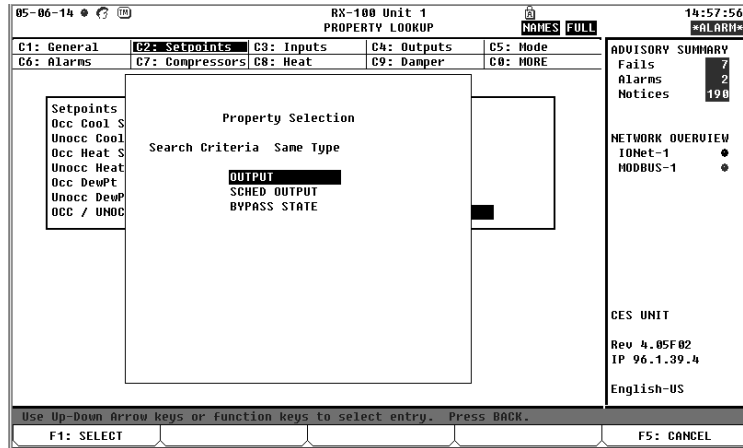 05-06-14 RX-100 Unit 1 14:57:56
PROPERTY LOOKUP NAMES FULL *ALARM*
C1: General C2: Setpoints C3: Inputs C4: Outputs C5: Mode
C6: Alarms C7: Compressors C8: Heat C9: Damper C0: MORE
ADVISORY SUMMARY
Fails 7
Alarms 2
Notices 190
NETWORK OVERVIEW
IONet-1
MODBUS-1
CES UNIT
Rev 4.05F02
IP 96.1.39.4
English-US
Setpoints
Occ Cool S
Unocc Cool
Occ Heat S
Unocc Heat
Occ DewPt
Unocc DewP
OCC / UNOC
Property Selection
Search Criteria Same Type
OUTPUT
SCHED OUTPUT
BYPASS STATE
Use Up-Down Arrow keys or function keys to select entry. Press BACK.
F1: SELECT F5: CANCEL